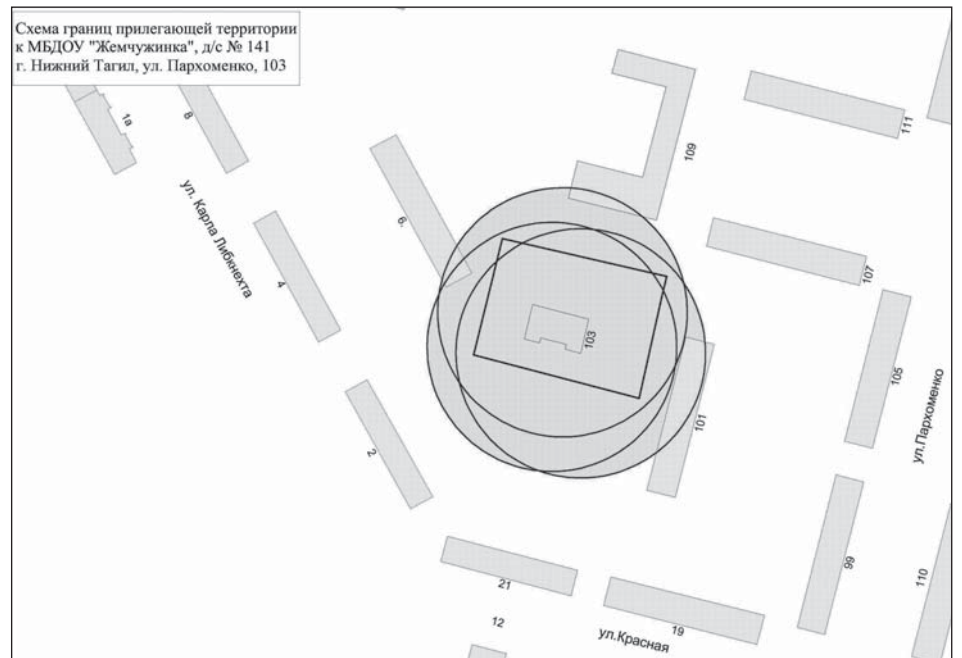 Схема границ прилегающей территории
к МБДОУ "Жемчужинка", д/с № 141
г. Нижний Тагил, ул. Пархоменко, 103
1а
8
109
111
6.
ул. Карла Либкнехта
4
107
103
105
101
ул.Пархоменко
2
99
110
21
12
ул.Красная
19